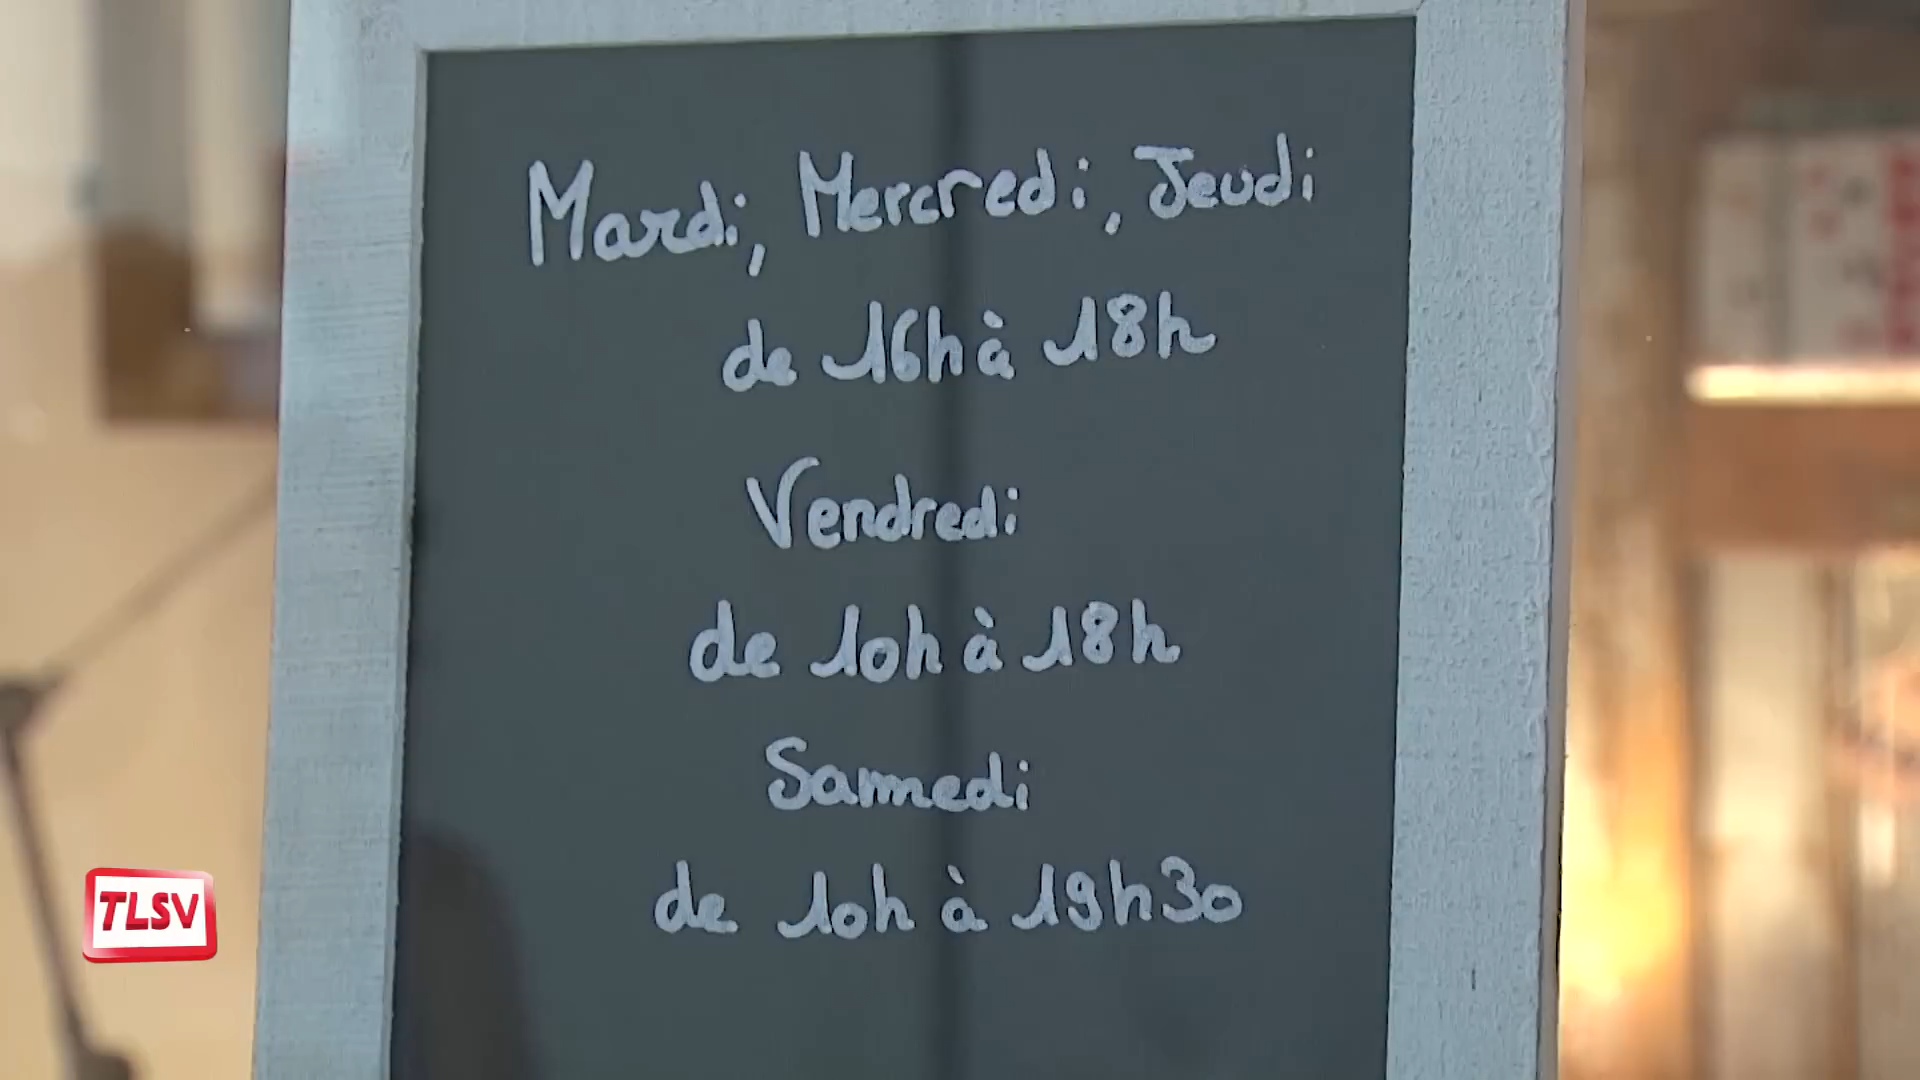 Mardi, Mercredi, Jeudi
de 16h à 18h
Vendredi
de 10h à 18h
Samedi
de 10h à 19h30
TLSV